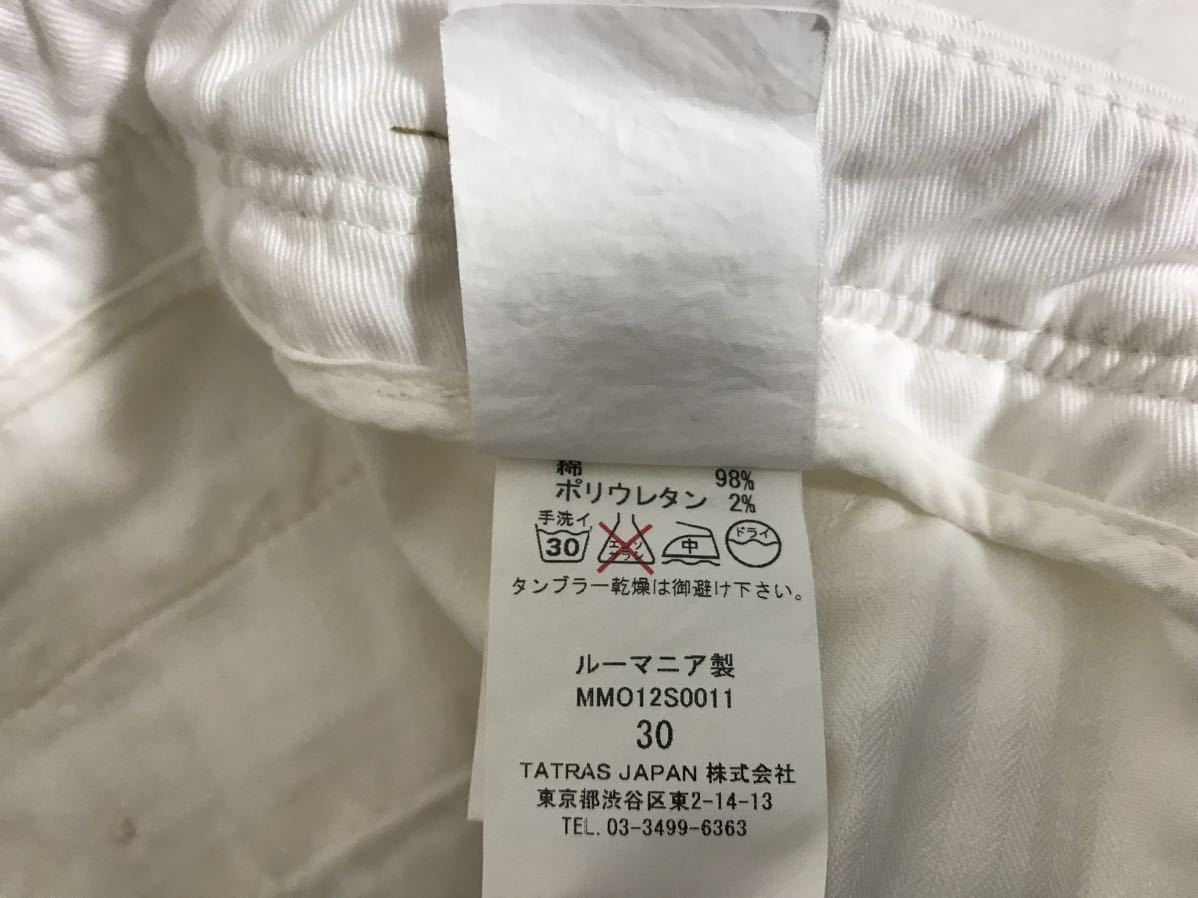 綿 98%
ポリウレタン 2%
手洗イ
30 エンソサラシ 中 ドライ
タンブラー乾燥は御避け下さい。
ルーマニア製
MMO12S0011
30
TATRAS JAPAN 株式会社
東京都渋谷区東2-14-13
TEL. 03-3499-6363